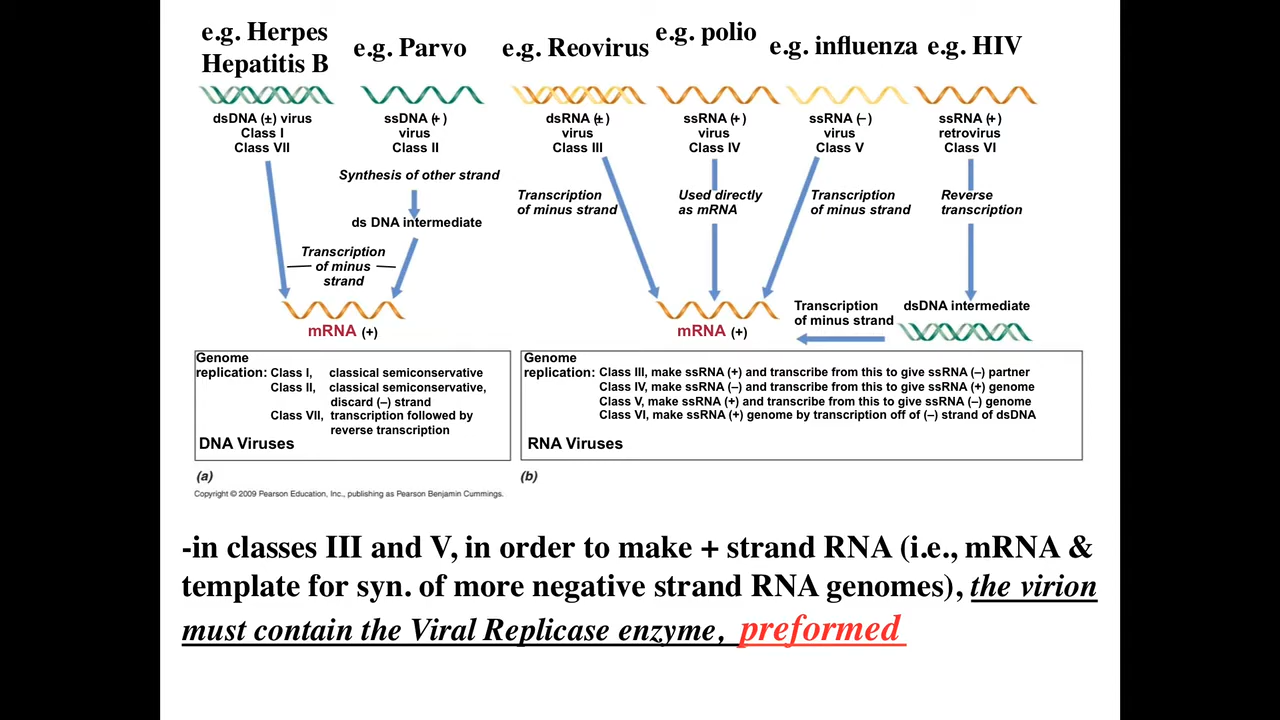 e.g. Herpes
Hepatitis B
e.g. Parvo
e.g. Reovirus
e.g. polio
e.g. influenza
e.g. HIV
dsDNA (±) virus
Class I
Class VII
ssDNA (+)
virus
Class II
dsRNA (±)
virus
Class III
ssRNA (+)
virus
Class IV
ssRNA (–)
virus
Class V
ssRNA (+)
retrovirus
Class VI
Synthesis of other strand
ds DNA intermediate
Transcription
of minus
strand
mRNA (+)
Transcription
of minus strand
Used directly
as mRNA
Transcription
of minus strand
Reverse
transcription
dsDNA intermediate
Transcription
of minus strand
mRNA (+)
Genome
replication: Class I, classical semiconservative
Class II, classical semiconservative,
discard (–) strand
Class VII, transcription followed by
reverse transcription
DNA Viruses
Genome
replication: Class III, make ssRNA (+) and transcribe from this to give ssRNA (–) partner
Class IV, make ssRNA (–) and transcribe from this to give ssRNA (+) genome
Class V, make ssRNA (+) and transcribe from this to give ssRNA (–) genome
Class VI, make ssRNA (+) genome by transcription off of (–) strand of dsDNA
RNA Viruses
(a)
(b)
Copyright © 2009 Pearson Education, Inc., publishing as Pearson Benjamin Cummings.
-in classes III and V, in order to make + strand RNA (i.e., mRNA &
template for syn. of more negative strand RNA genomes), the virion
must contain the Viral Replicase enzyme, preformed